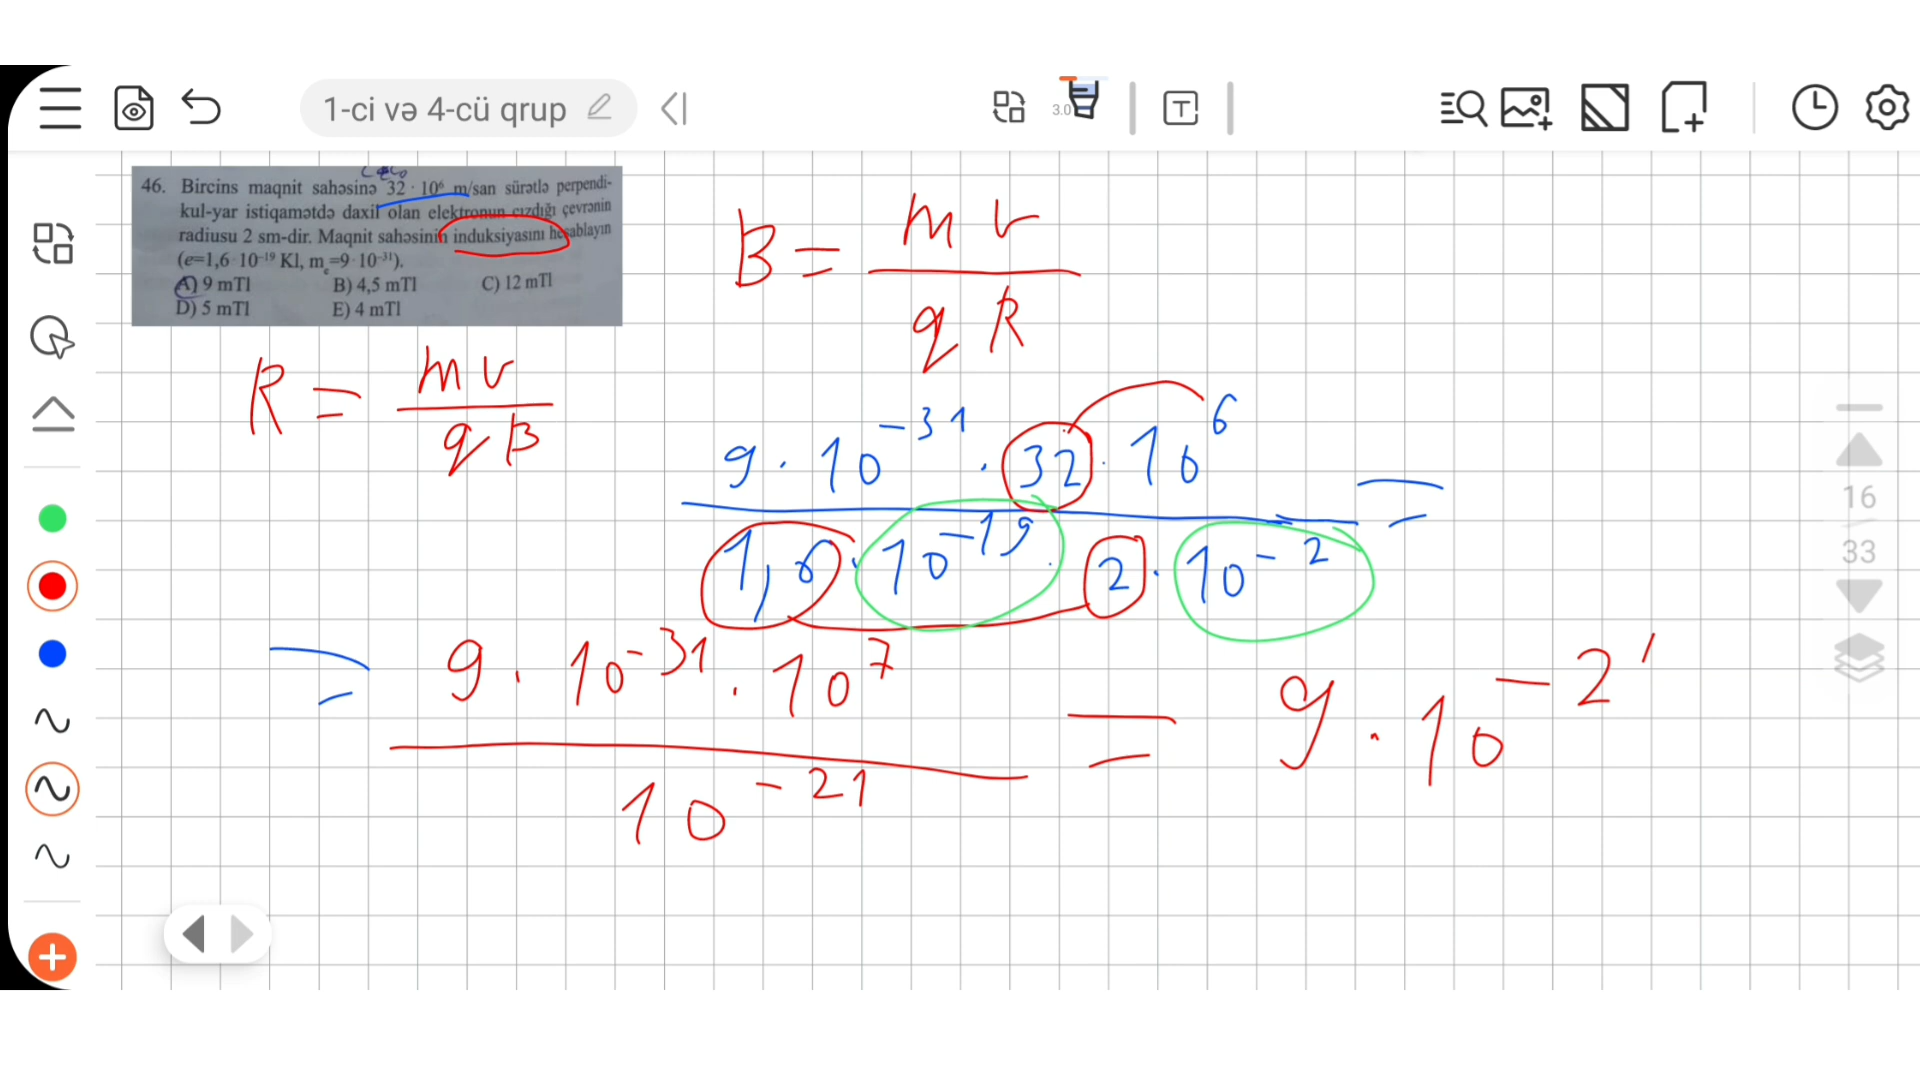 1-ci və 4-cü qrup
3.0
T
46. Bircins maqnit sahəsinə 32 · 10⁶ m/san sürətlə perpendi-
kul-yar istiqamətdə daxil olan elektronun cızdığı çevrənin
radiusu 2 sm-dir. Maqnit sahəsinin induksiyasını hesablayın
(e=1,6 · 10⁻¹⁹ Kl, mₑ=9 · 10⁻³¹).
A) 9 mTl B) 4,5 mTl C) 12 mTl
D) 5 mTl E) 4 mTl
B = mv / qR
R = mv / qB
9 · 10⁻³¹ · 32 · 10⁶ =
1,6 · 10⁻¹⁹ · 2 · 10⁻²
= 9 · 10⁻³¹ · 10⁷ / 10⁻²¹ = 9 · 10⁻²
16
33